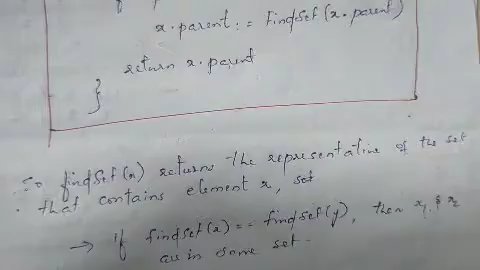 x.parent := findset(x.parent)
return x.parent
}
So findset(x) returns the representative of the set
that contains element x, set
→ if findset(x) == findset(y), then x, &
are in same set.